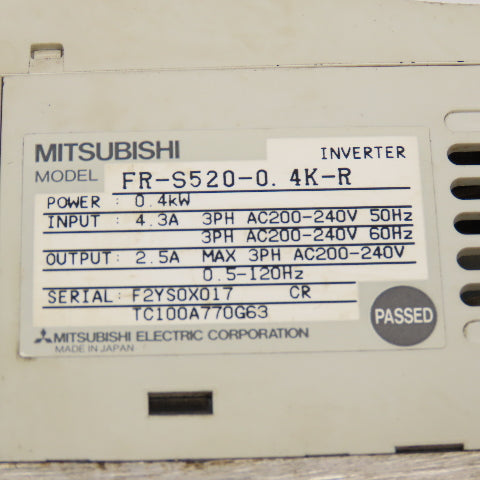 MITSUBISHI INVERTER
MODEL FR-S520-0.4K-R
POWER : 0.4kW
INPUT : 4.3A 3PH AC200-240V 50Hz
3PH AC200-240V 60Hz
OUTPUT : 2.5A MAX 3PH AC200-240V
0.5-120Hz
SERIAL : F2YS0X017 CR
TC100A770G63
PASSED
MITSUBISHI ELECTRIC CORPORATION
MADE IN JAPAN